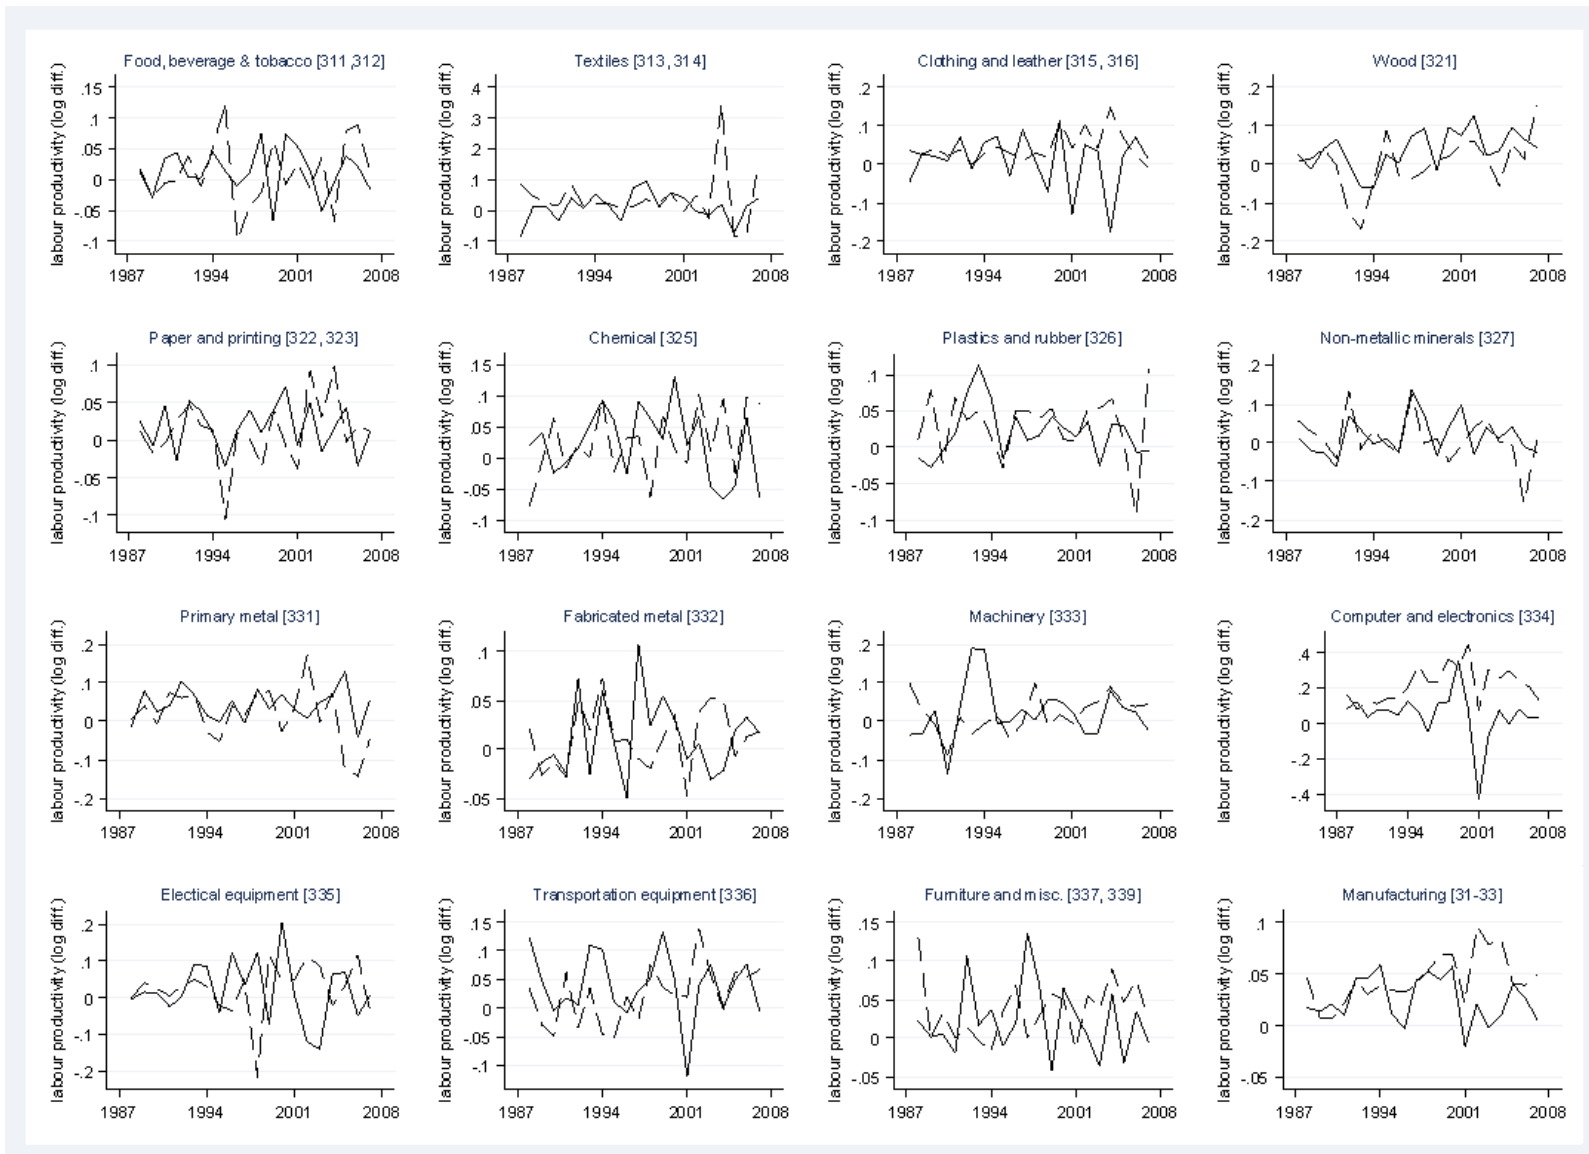 Food, beverage & tobacco [311,312]
labour productivity (log diff.)
.15
.1
.05
0
-.05
-.1
1987 1994 2001 2008
Textiles [313, 314]
labour productivity (log diff.)
.4
.3
.2
.1
0
-.1
1987 1994 2001 2008
Clothing and leather [315, 316]
labour productivity (log diff.)
.2
.1
0
-.1
-.2
1987 1994 2001 2008
Wood [321]
labour productivity (log diff.)
.2
.1
0
-.1
-.2
1987 1994 2001 2008
Paper and printing [322, 323]
labour productivity (log diff.)
.1
.05
0
-.05
-.1
1987 1994 2001 2008
Chemical [325]
labour productivity (log diff.)
.15
.1
.05
0
-.05
-.1
1987 1994 2001 2008
Plastics and rubber [326]
labour productivity (log diff.)
.1
.05
0
-.05
-.1
1987 1994 2001 2008
Non-metallic minerals [327]
labour productivity (log diff.)
.2
.1
0
-.1
-.2
1987 1994 2001 2008
Primary metal [331]
labour productivity (log diff.)
.2
.1
0
-.1
-.2
1987 1994 2001 2008
Fabricated metal [332]
labour productivity (log diff.)
.1
.05
0
-.05
1987 1994 2001 2008
Machinery [333]
labour productivity (log diff.)
.2
.1
0
-.1
-.2
1987 1994 2001 2008
Computer and electronics [334]
labour productivity (log diff.)
.4
.2
0
-.2
-.4
1987 1994 2001 2008
Electical equipment [335]
labour productivity (log diff.)
.2
.1
0
-.1
-.2
1987 1994 2001 2008
Transportation equipment [336]
labour productivity (log diff.)
.15
.1
.05
0
-.05
-.1
1987 1994 2001 2008
Furniture and misc. [337, 339]
labour productivity (log diff.)
.15
.1
.05
0
-.05
1987 1994 2001 2008
Manufacturing [31-33]
labour productivity (log diff.)
.1
.05
0
-.05
1987 1994 2001 2008